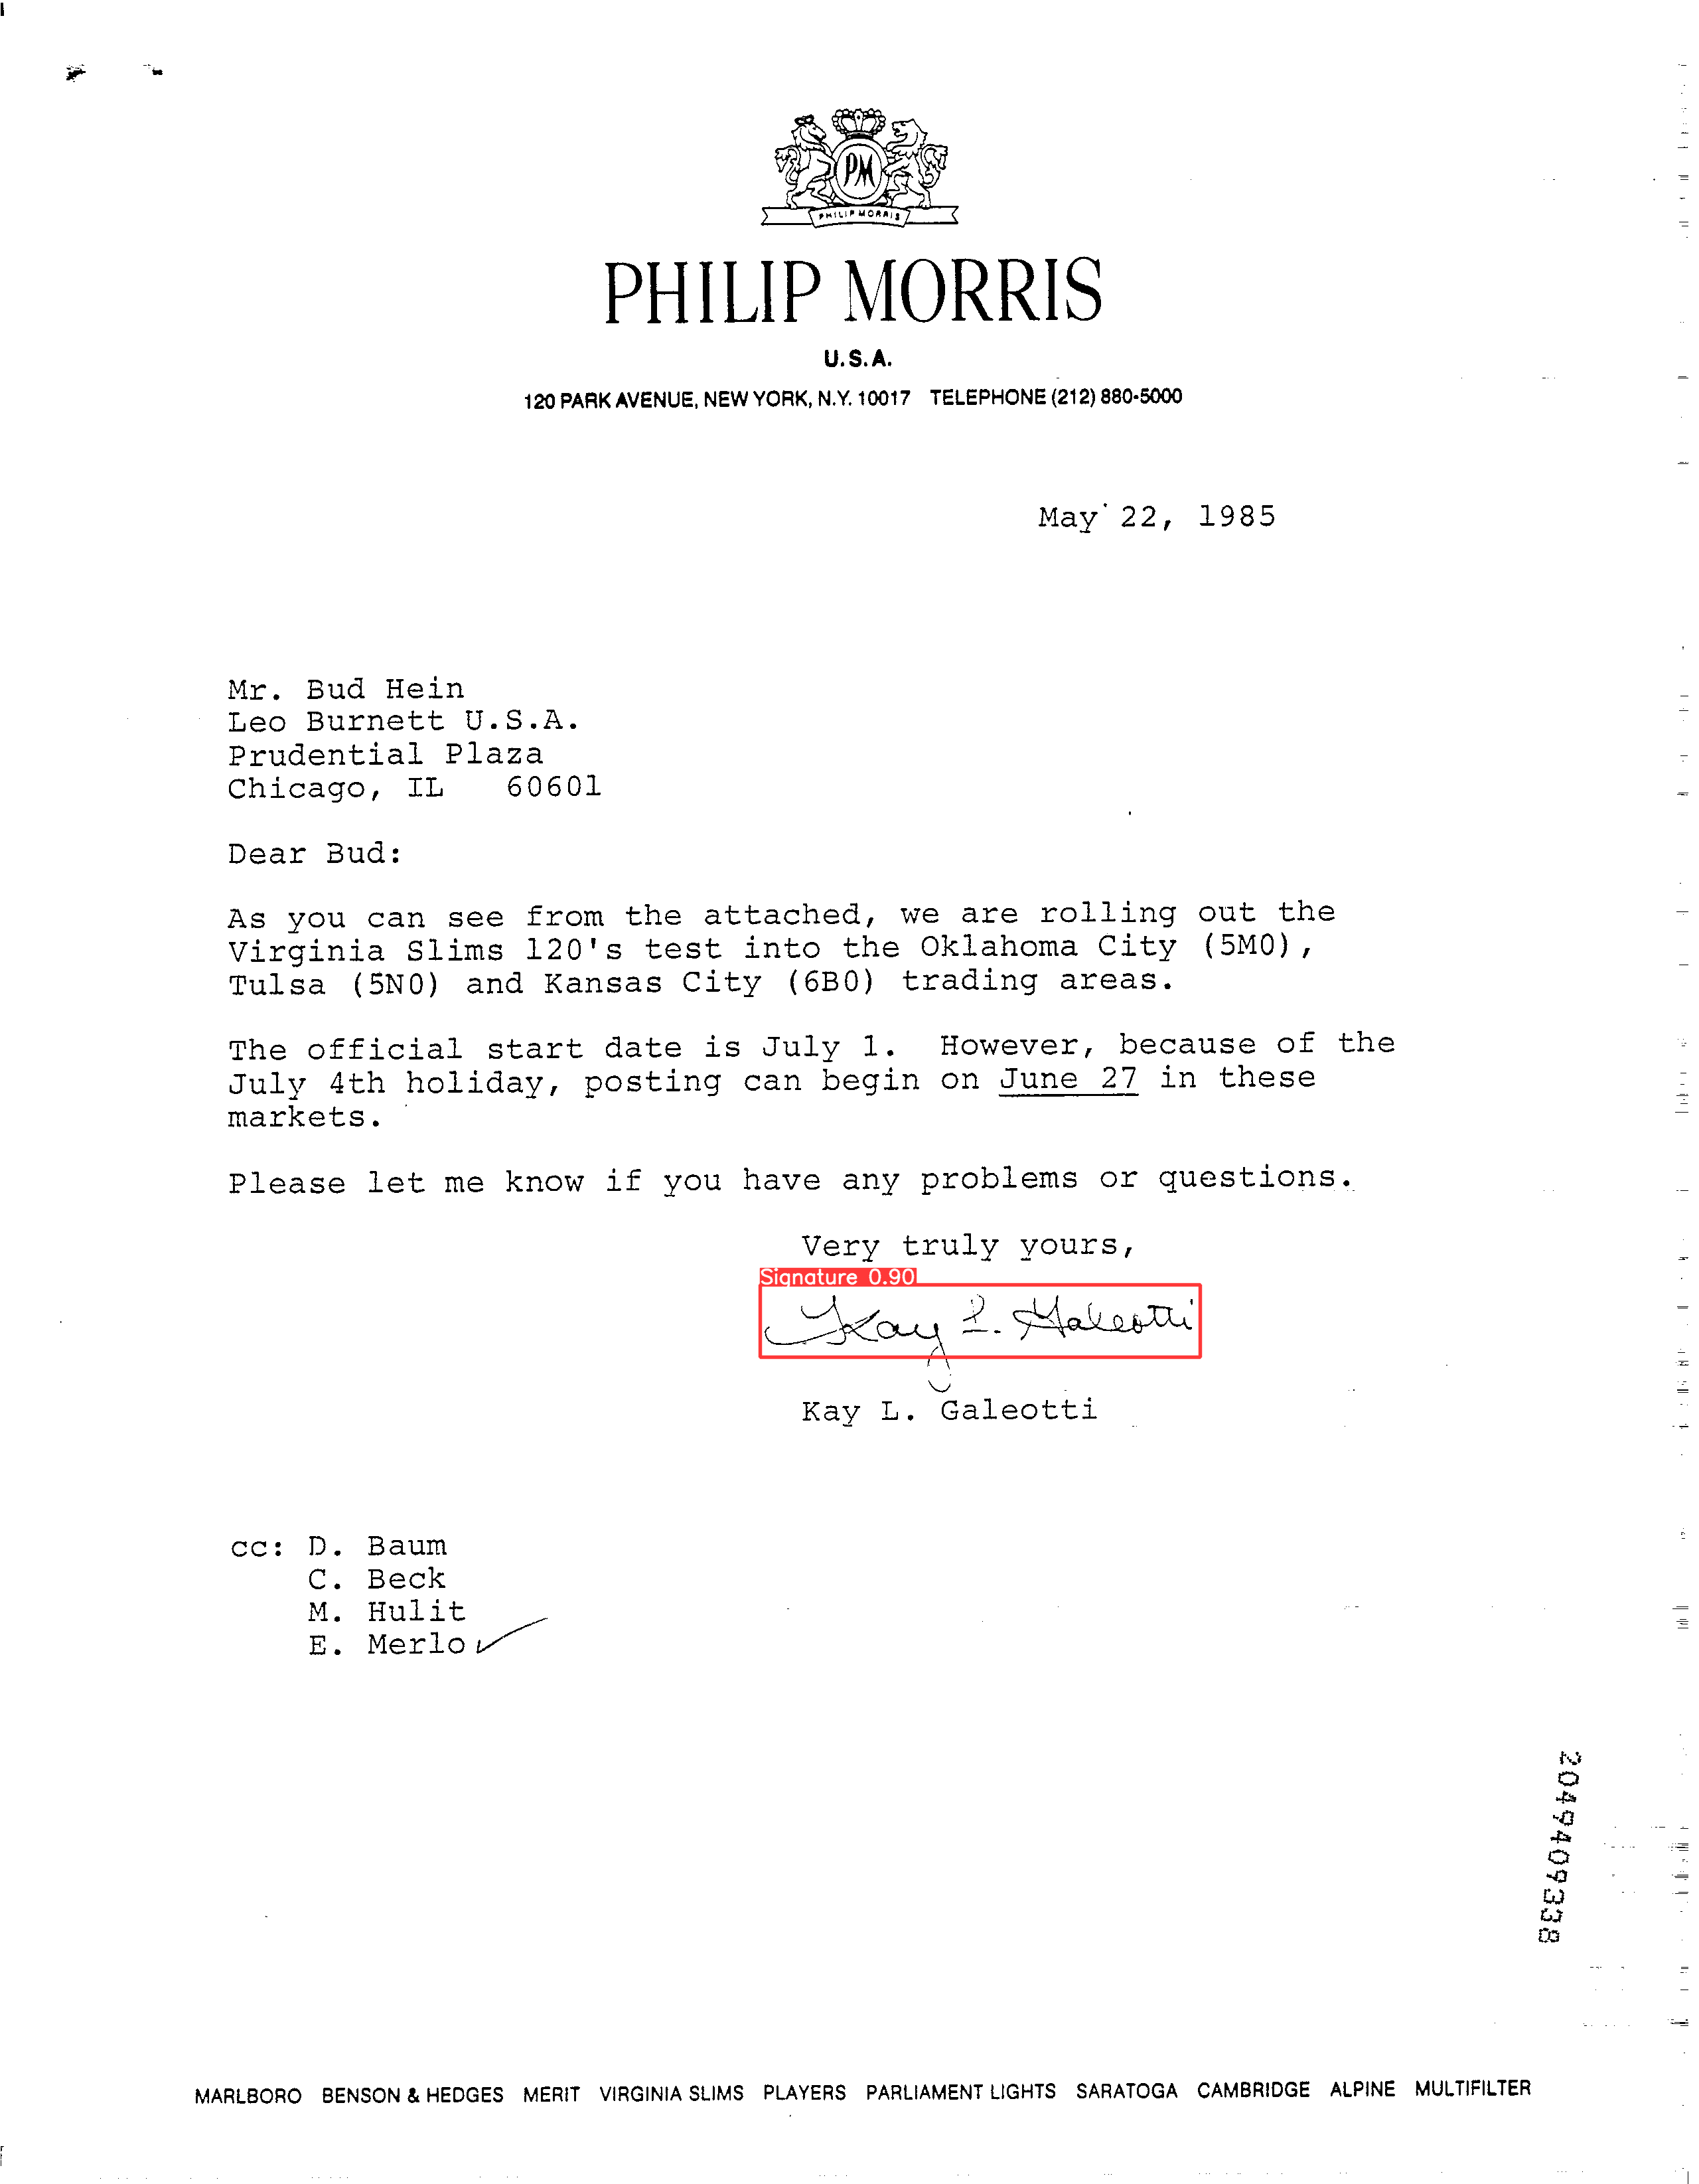 PM
PHILIP MORRIS
PHILIP MORRIS
U.S.A.
120 PARK AVENUE, NEW YORK, N.Y. 10017 TELEPHONE (212) 880-5000
May 22, 1985
Mr. Bud Hein
Leo Burnett U.S.A.
Prudential Plaza
Chicago, IL 60601
Dear Bud:
As you can see from the attached, we are rolling out the
Virginia Slims 120's test into the Oklahoma City (5M0),
Tulsa (5N0) and Kansas City (6B0) trading areas.
The official start date is July 1. However, because of the
July 4th holiday, posting can begin on June 27 in these
markets.
Please let me know if you have any problems or questions.
Very truly yours,
Signature 0.90
Kay L. Galeotti
Kay L. Galeotti
cc: D. Baum
C. Beck
M. Hulit
E. Merlo
2049409338
MARLBORO BENSON & HEDGES MERIT VIRGINIA SLIMS PLAYERS PARLIAMENT LIGHTS SARATOGA CAMBRIDGE ALPINE MULTIFILTER